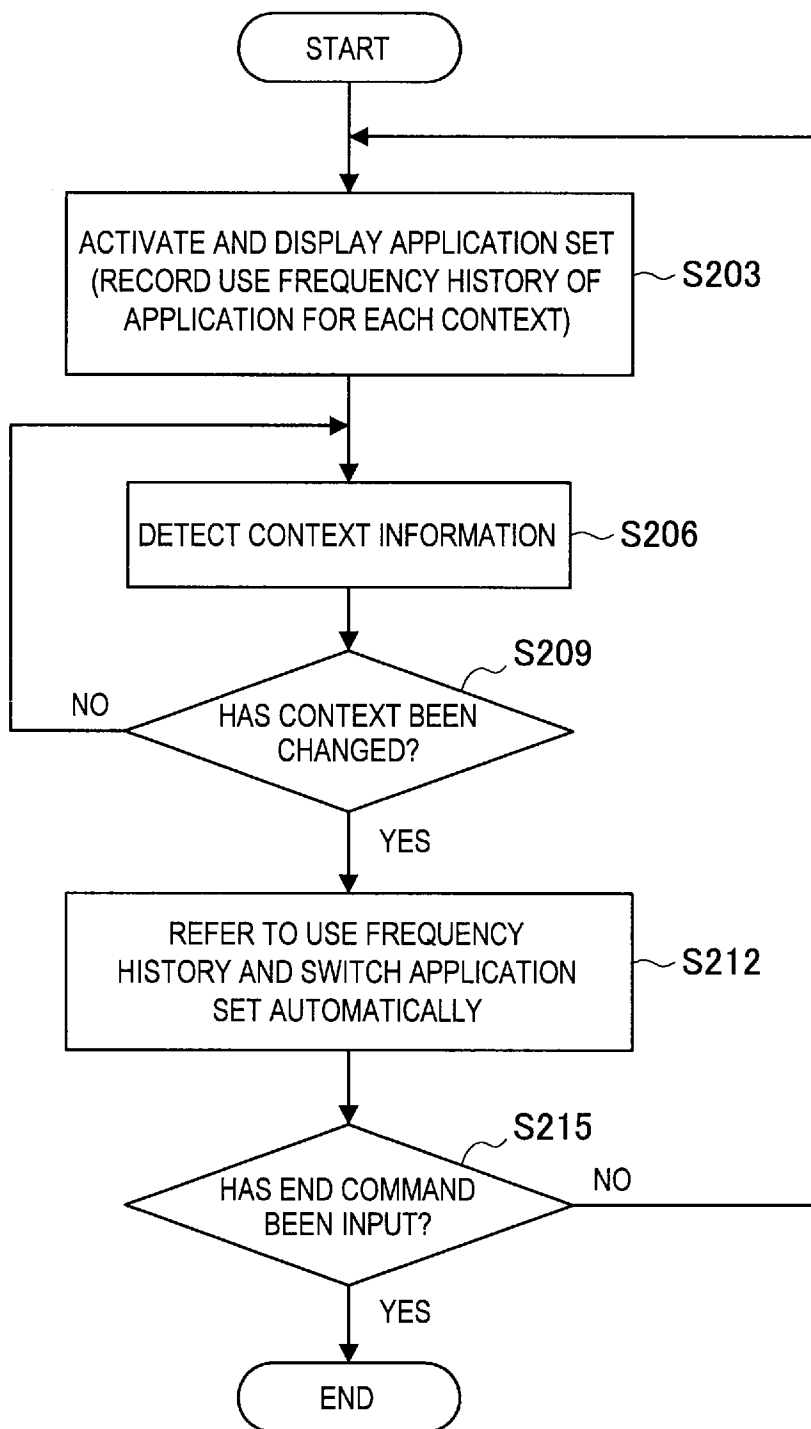 START
ACTIVATE AND DISPLAY APPLICATION SET
(RECORD USE FREQUENCY HISTORY OF
APPLICATION FOR EACH CONTEXT)
S203
DETECT CONTEXT INFORMATION
S206
S209
NO
HAS CONTEXT BEEN
CHANGED?
YES
REFER TO USE FREQUENCY
HISTORY AND SWITCH APPLICATION
SET AUTOMATICALLY
S212
S215
HAS END COMMAND
BEEN INPUT?
NO
YES
END